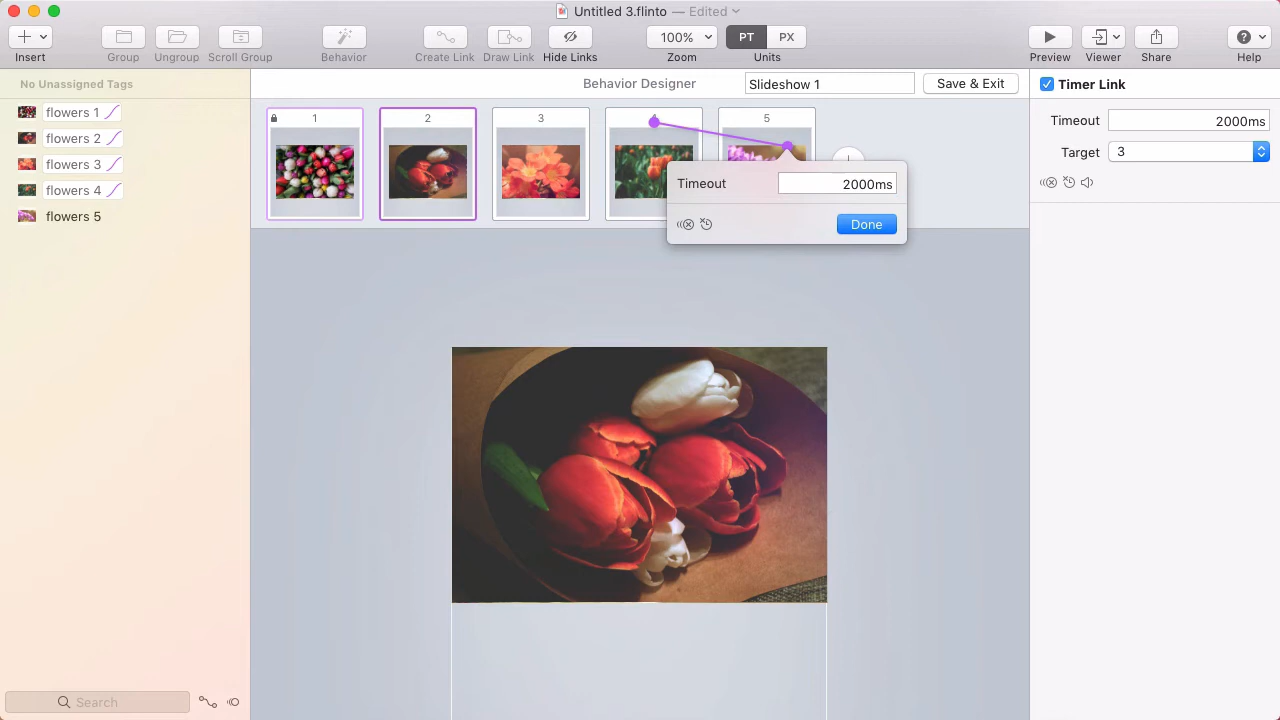 Untitled 3.flinto — Edited
Insert
Group
Ungroup
Scroll Group
Behavior
Create Link
Draw Link
Hide Links
100%
Zoom
PT
PX
Units
Preview
Viewer
Share
Help
No Unassigned Tags
flowers 1
flowers 2
flowers 3
flowers 4
flowers 5
Search
Behavior Designer
Slideshow 1
Save & Exit
1
2
3
5
Timeout
2000ms
Done
Timer Link
Timeout
2000ms
Target
3